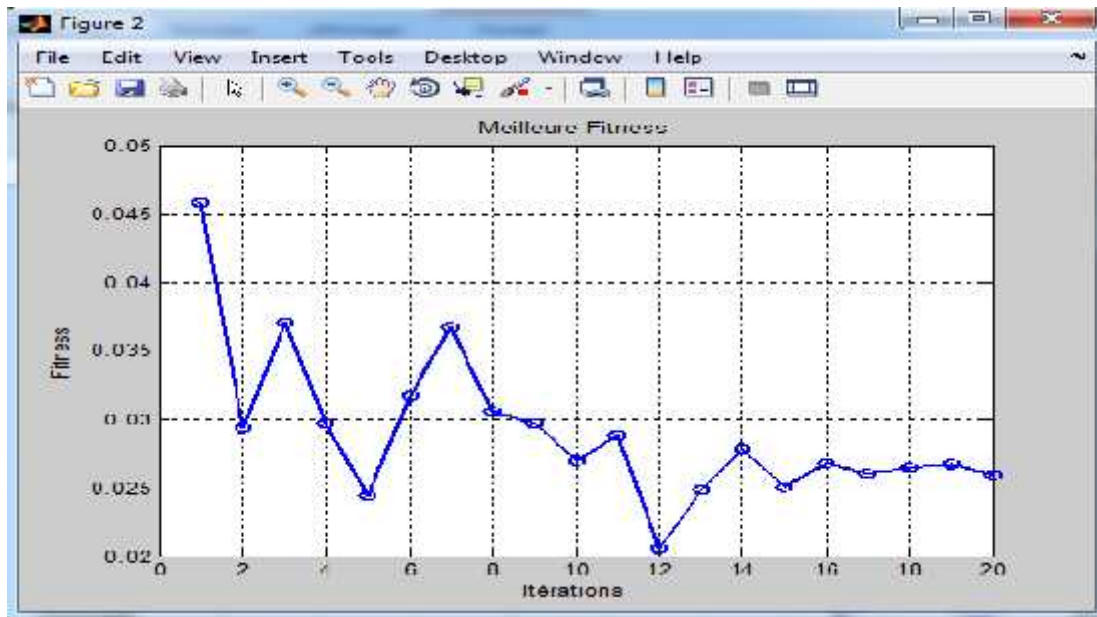 Figure 2
File Edit View Insert Tools Desktop Window Help
Meilleure Fitness
0.05
0.045
0.04
0.035
0.03
0.025
0.02
Fitness
0 2 4 6 8 10 12 14 16 18 20
Itérations